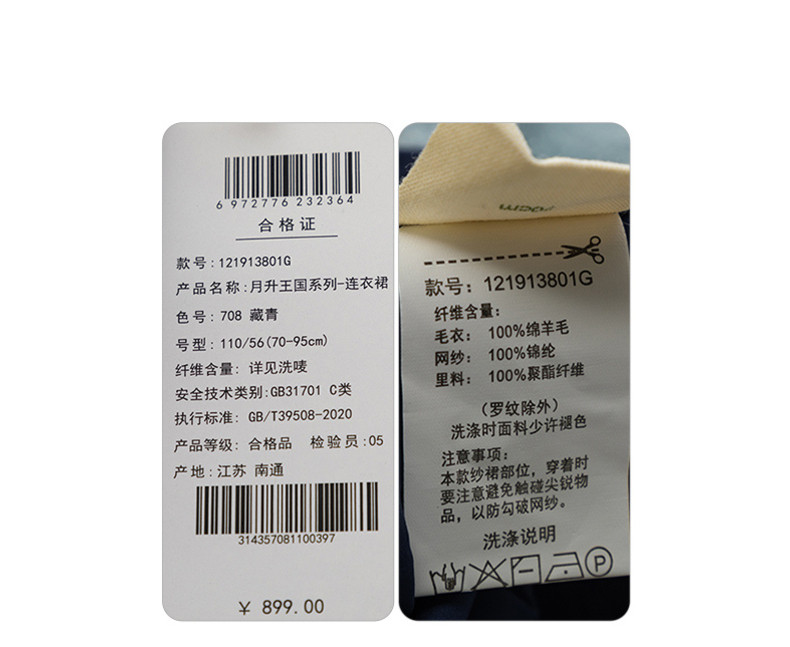 6 972776 232364
合格证
款号:121913801G
产品名称:月升王国系列-连衣裙
色号: 708 藏青
号型: 110/56(70-95cm)
纤维含量: 详见洗唛
安全技术类别:GB31701 C类
执行标准: GB/T39508-2020
产品等级: 合格品 检验员:05
产地:江苏 南通
314357081100397
￥ 899.00
款号: 121913801G
纤维含量:
毛衣: 100%绵羊毛
网纱: 100%锦纶
里料: 100%聚酯纤维
(罗纹除外)
洗涤时面料少许褪色
注意事项:
本款纱裙部位，穿着时
要注意避免触碰尖锐物
品，以防勾破网纱。
洗涤说明
P